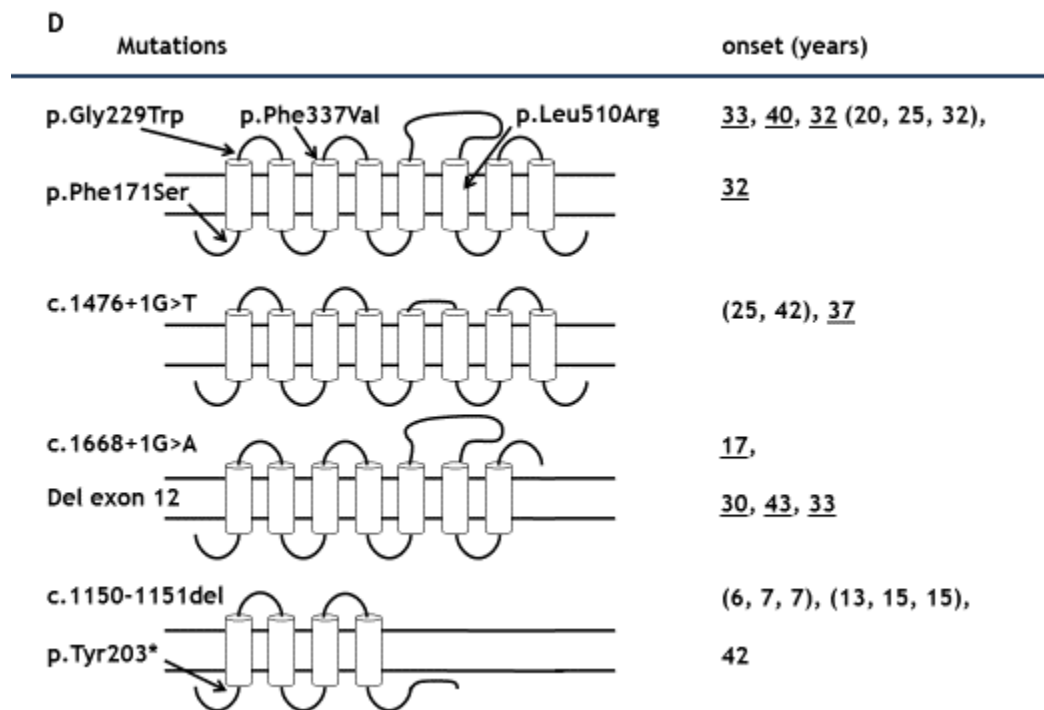 D
Mutations onset (years)
p.Gly229Trp p.Phe337Val p.Leu510Arg 33, 40, 32 (20, 25, 32),
p.Phe171Ser 32
c.1476+1G>T (25, 42), 37
c.1668+1G>A 17,
Del exon 12 30, 43, 33
c.1150-1151del (6, 7, 7), (13, 15, 15),
p.Tyr203* 42